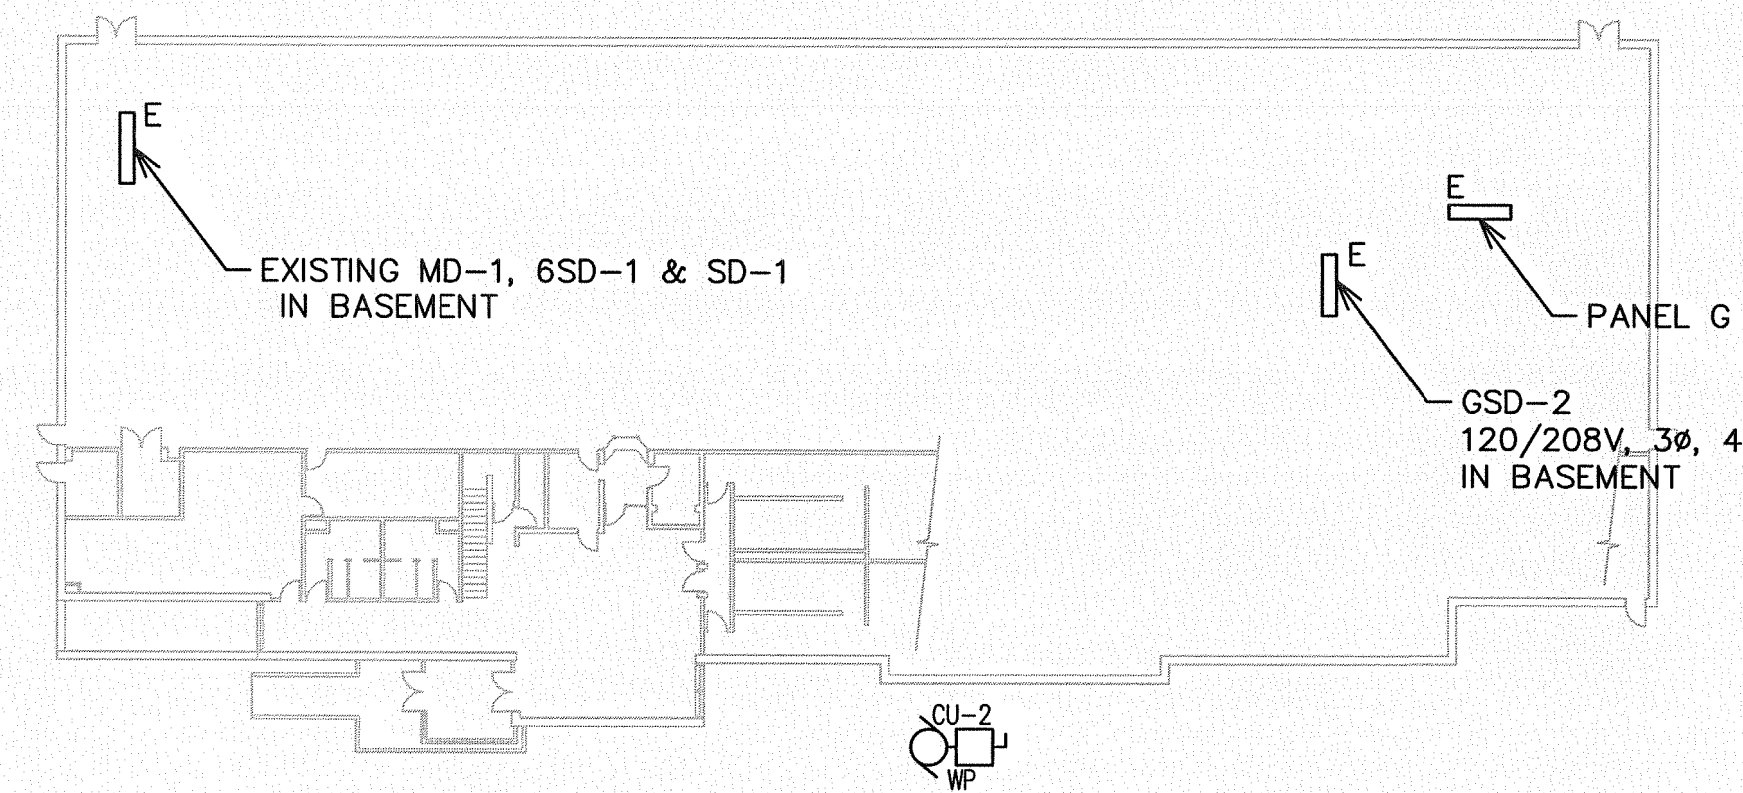 E
EXISTING MD-1, 6SD-1 & SD-1
IN BASEMENT
E
PANEL G
E
GSD-2
120/208V, 3ø, 4
IN BASEMENT
CU-2
WP